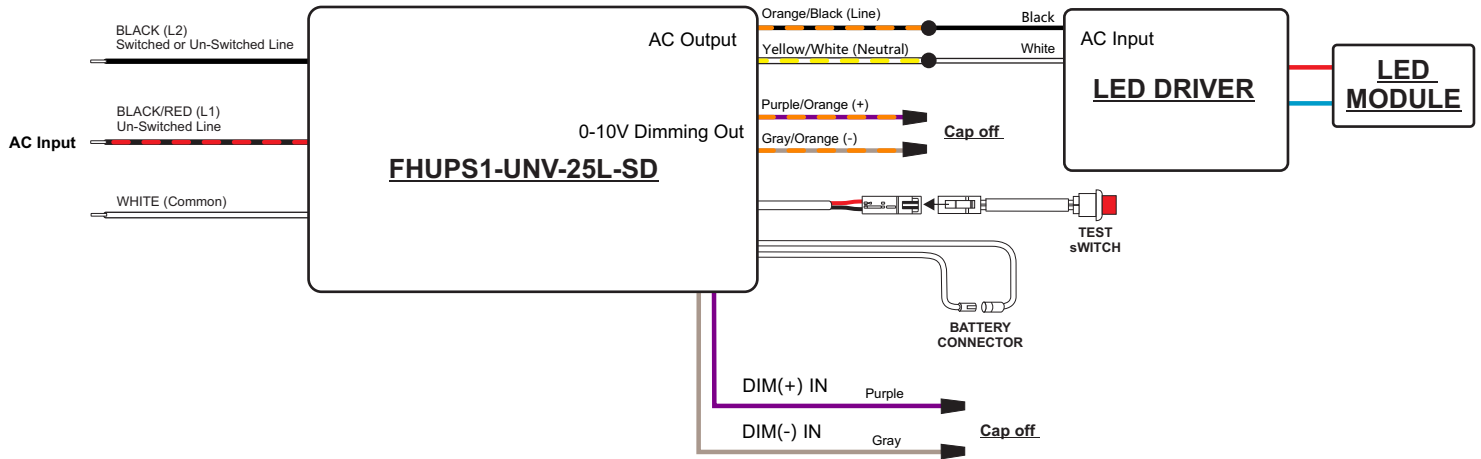 BLACK (L2)
Switched or Un-Switched Line
BLACK/RED (L1)
Un-Switched Line
AC Input
WHITE (Common)
AC Output
0-10V Dimming Out
FHUPS1-UNV-25L-SD
Orange/Black (Line)
Yellow/White (Neutral)
Purple/Orange (+)
Gray/Orange (-)
Cap off
Black
White
AC Input
LED DRIVER
LED
MODULE
TEST
sWITCH
BATTERY
CONNECTOR
DIM(+) IN
Purple
DIM(-) IN
Gray
Cap off